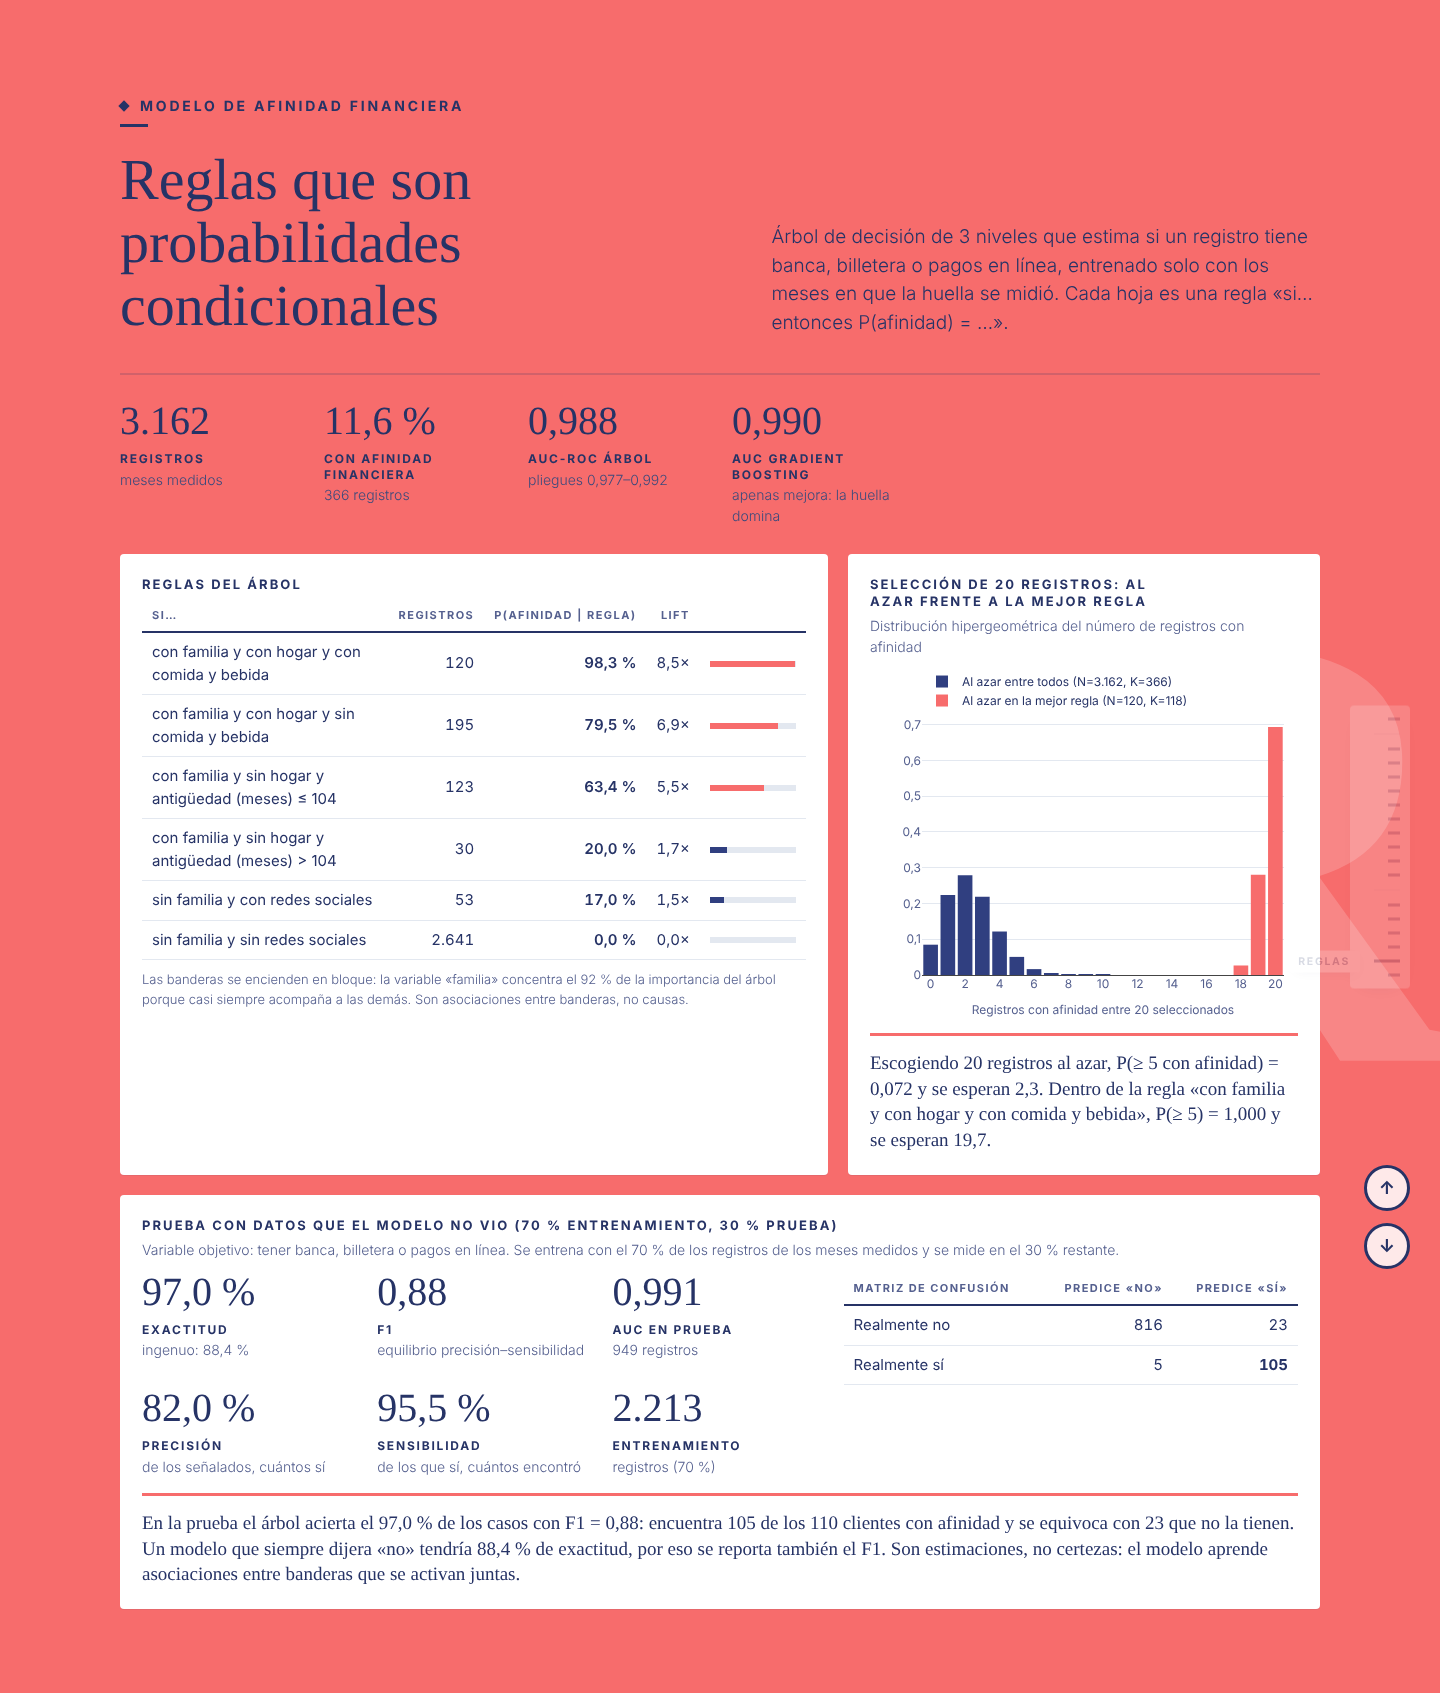 ◆ MODELO DE AFINIDAD FINANCIERA
Reglas que son
probabilidades
condicionales
Árbol de decisión de 3 niveles que estima si un registro tiene
banca, billetera o pagos en línea, entrenado solo con los
meses en que la huella se midió. Cada hoja es una regla «si…
entonces P(afinidad) = …».
3.162
REGISTROS
meses medidos
11,6 %
CON AFINIDAD
FINANCIERA
366 registros
0,988
AUC-ROC ÁRBOL
pliegues 0,977–0,992
0,990
AUC GRADIENT
BOOSTING
apenas mejora: la huella
domina
REGLAS DEL ÁRBOL
SI… REGISTROS P(AFINIDAD | REGLA) LIFT
con familia y con hogar y con
comida y bebida
120 98,3 % 8,5×
con familia y con hogar y sin
comida y bebida
195 79,5 % 6,9×
con familia y sin hogar y
antigüedad (meses) ≤ 104
123 63,4 % 5,5×
con familia y sin hogar y
antigüedad (meses) > 104
30 20,0 % 1,7×
sin familia y con redes sociales 53 17,0 % 1,5×
sin familia y sin redes sociales 2.641 0,0 % 0,0×
Las banderas se encienden en bloque: la variable «familia» concentra el 92 % de la importancia del árbol
porque casi siempre acompaña a las demás. Son asociaciones entre banderas, no causas.
SELECCIÓN DE 20 REGISTROS: AL
AZAR FRENTE A LA MEJOR REGLA
Distribución hipergeométrica del número de registros con
afinidad
Al azar entre todos (N=3.162, K=366)
Al azar en la mejor regla (N=120, K=118)
0,7
0,6
0,5
0,4
0,3
0,2
0,1
0
0 2 4 6 8 10 12 14 16 18 20
Registros con afinidad entre 20 seleccionados
Escogiendo 20 registros al azar, P(≥ 5 con afinidad) =
0,072 y se esperan 2,3. Dentro de la regla «con familia
y con hogar y con comida y bebida», P(≥ 5) = 1,000 y
se esperan 19,7.
R
REGLAS
↑
↓
PRUEBA CON DATOS QUE EL MODELO NO VIO (70 % ENTRENAMIENTO, 30 % PRUEBA)
Variable objetivo: tener banca, billetera o pagos en línea. Se entrena con el 70 % de los registros de los meses medidos y se mide en el 30 % restante.
97,0 %
EXACTITUD
ingenuo: 88,4 %
0,88
F1
equilibrio precisión–sensibilidad
0,991
AUC EN PRUEBA
949 registros
82,0 %
PRECISIÓN
de los señalados, cuántos sí
95,5 %
SENSIBILIDAD
de los que sí, cuántos encontró
2.213
ENTRENAMIENTO
registros (70 %)
MATRIZ DE CONFUSIÓN PREDICE «NO» PREDICE «SÍ»
Realmente no 816 23
Realmente sí 5 105
En la prueba el árbol acierta el 97,0 % de los casos con F1 = 0,88: encuentra 105 de los 110 clientes con afinidad y se equivoca con 23 que no la tienen.
Un modelo que siempre dijera «no» tendría 88,4 % de exactitud, por eso se reporta también el F1. Son estimaciones, no certezas: el modelo aprende
asociaciones entre banderas que se activan juntas.